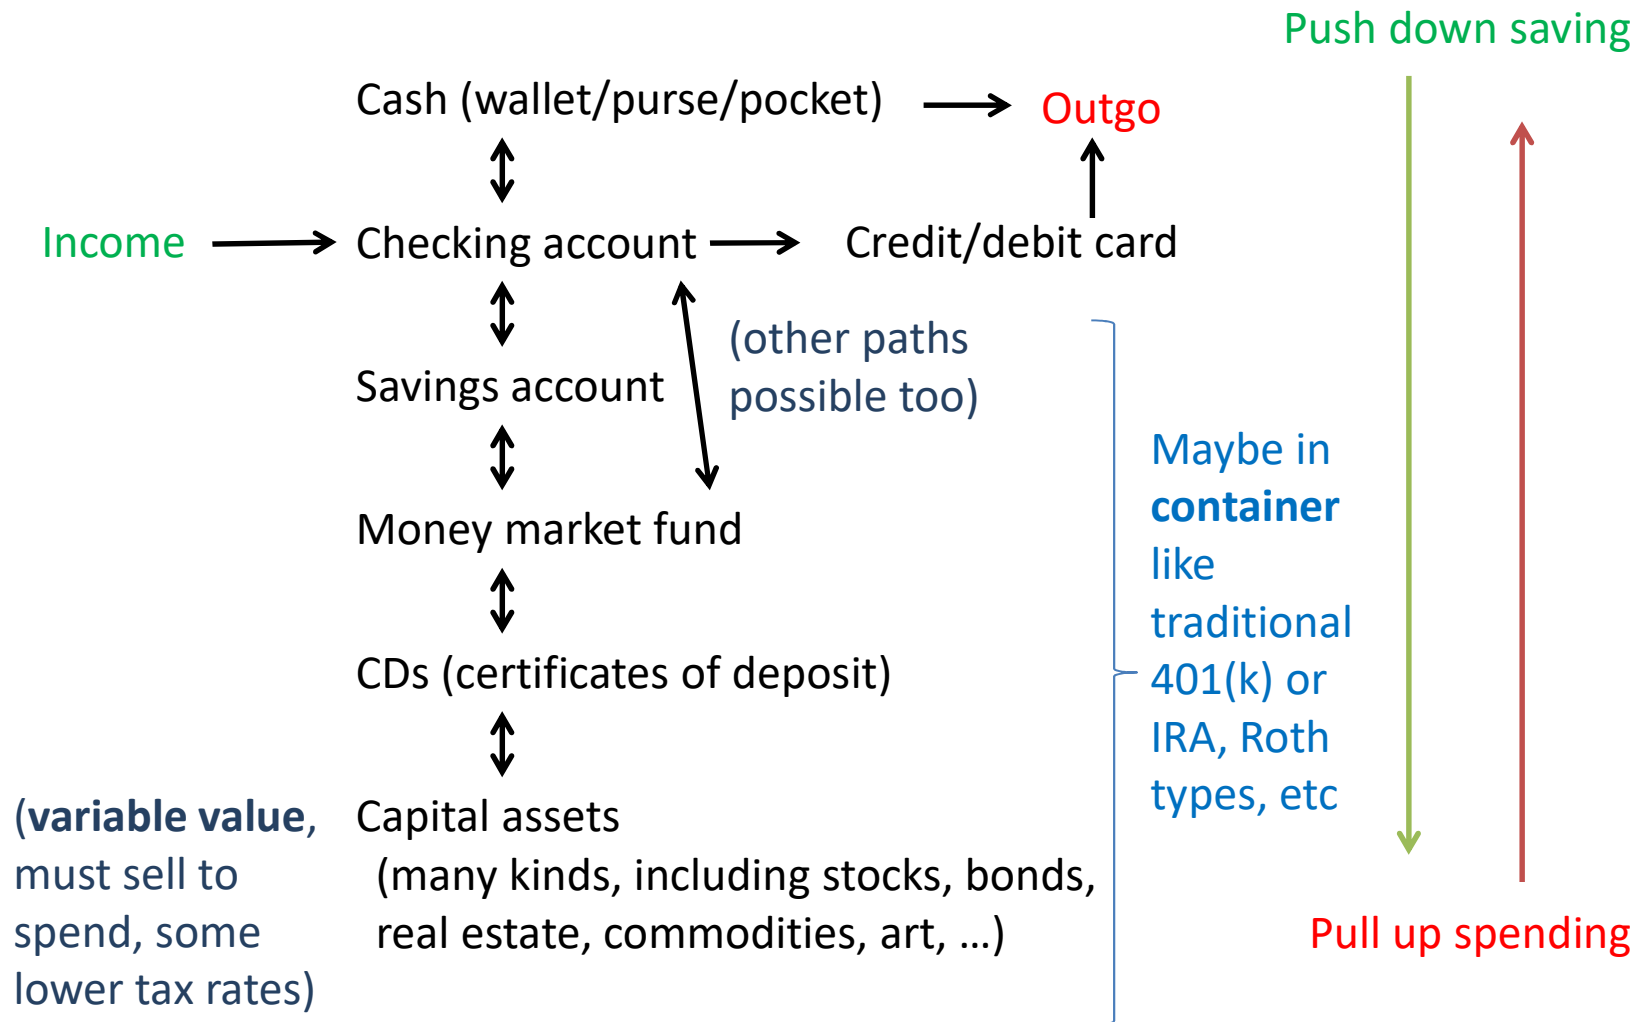 Push down saving
Cash (wallet/purse/pocket)
Outgo
Income
Checking account
Credit/debit card
(other paths
possible too)
Savings account
Money market fund
CDs (certificates of deposit)
Maybe in
container
like
traditional
401(k) or
IRA, Roth
types, etc
(variable value,
must sell to
spend, some
lower tax rates)
Capital assets
(many kinds, including stocks, bonds,
real estate, commodities, art, …)
Pull up spending